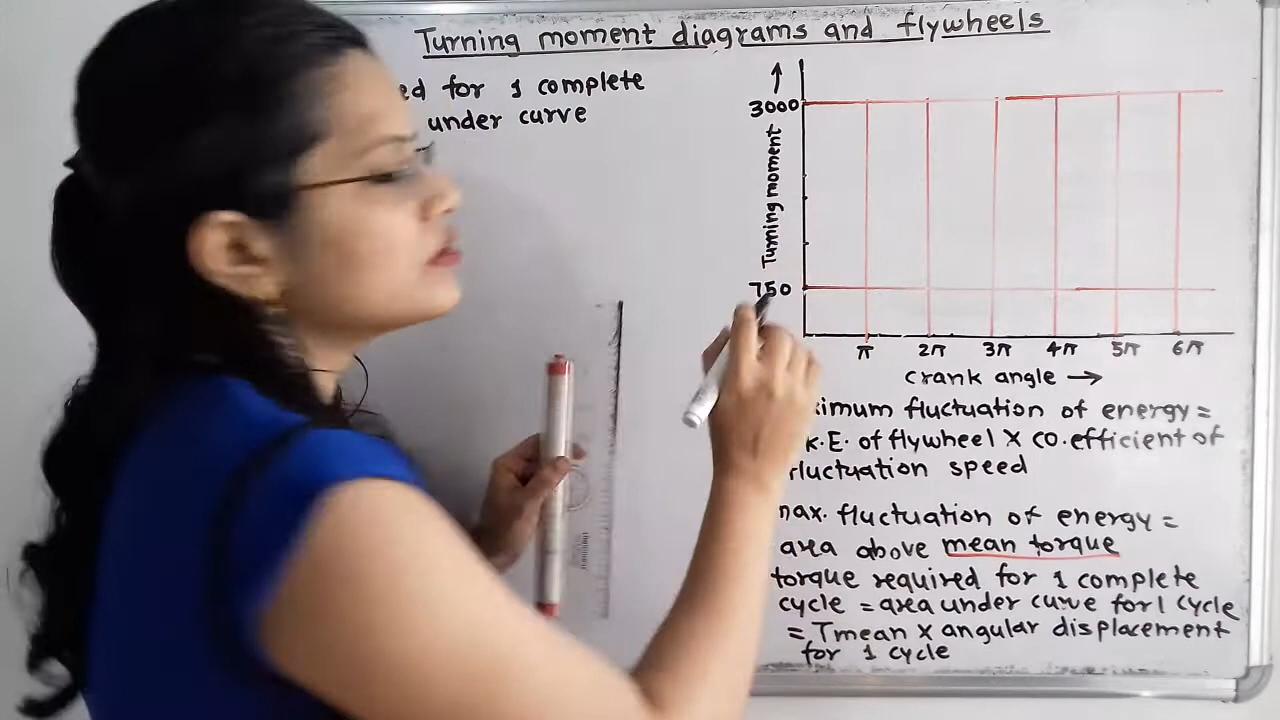 Turning moment diagrams and flywheels
ed for 1 complete
under curve
3000
Turning moment
750
π 2π 3π 4π 5π 6π
crank angle →
imum fluctuation of energy =
K.E. of flywheel × co.efficient of
fluctuation speed
max. fluctuation of energy =
area above mean torque
torque required for 1 complete
cycle = area under curve for 1 cycle
= Tmean × angular displacement
for 1 cycle